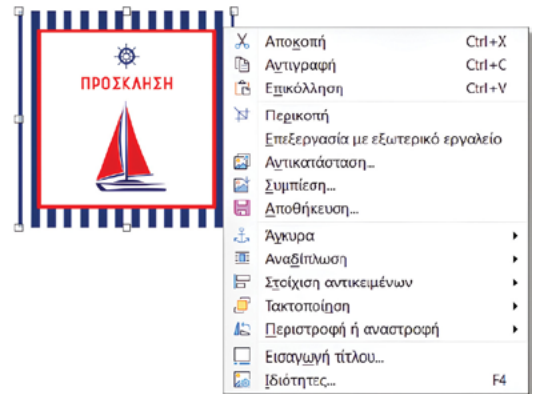 ΠΡΟΣΚΛΗΣΗ
Αποκοπή Ctrl+X
Αντιγραφή Ctrl+C
Επικόλληση Ctrl+V
Περικοπή
Επεξεργασία με εξωτερικό εργαλείο
Αντικατάσταση...
Συμπίεση...
Αποθήκευση...
Άγκυρα
Αναδίπλωση
Στοίχιση αντικειμένων
Τακτοποίηση
Περιστροφή ή αναστροφή
Εισαγωγή τίτλου...
Ιδιότητες... F4